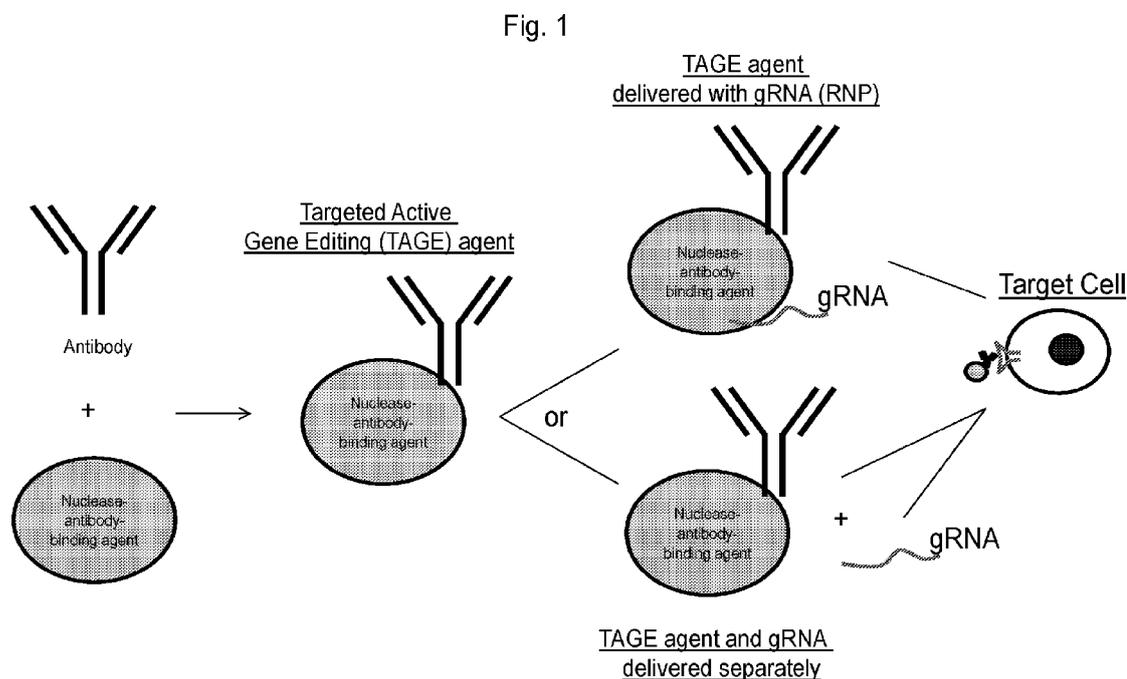 Fig. 1
Antibody
+
Nuclease-
antibody-
binding agent
Targeted Active
Gene Editing (TAGE) agent
Nuclease-
antibody-
binding agent
or
TAGE agent
delivered with gRNA (RNP)
Nuclease-
antibody-
binding agent
gRNA
Nuclease-
antibody-
binding agent
+
gRNA
TAGE agent and gRNA
delivered separately
Target Cell